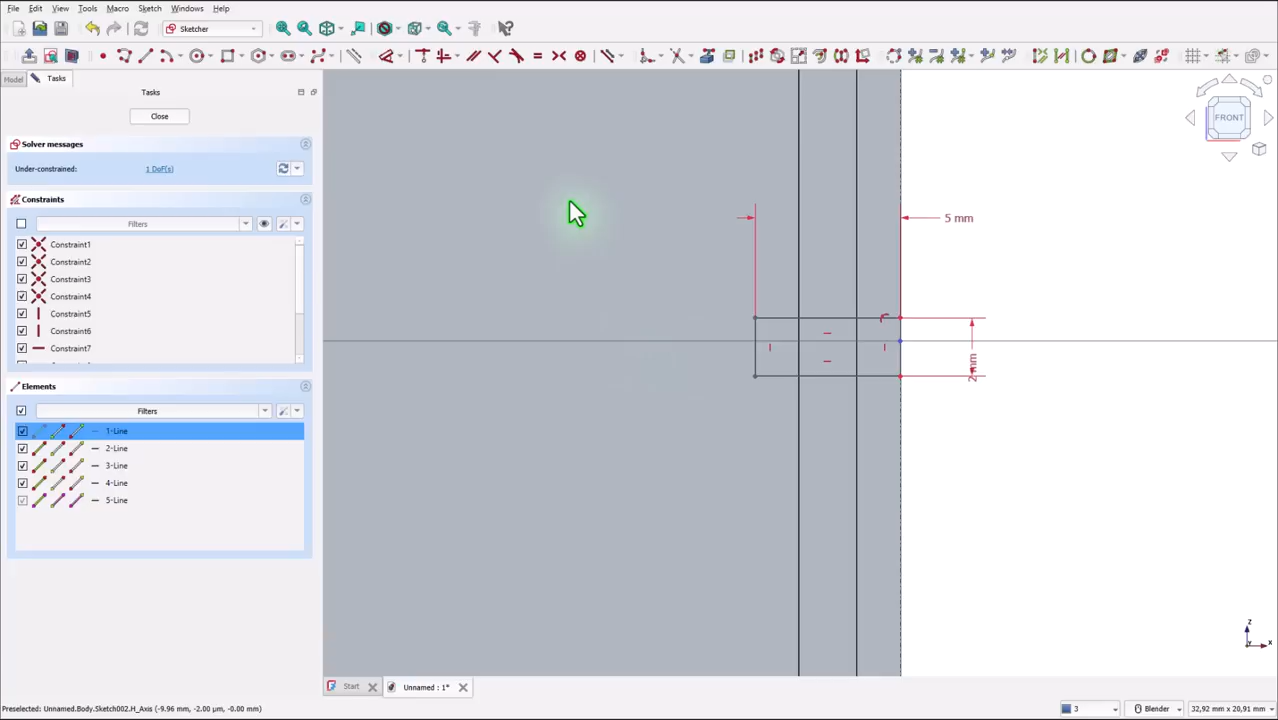 File Edit View Tools Macro Sketch Windows Help
Sketcher
Model Tasks
Tasks
Close
Solver messages
Under-constrained: 1 DoF(s)
Constraints
Filters
Constraint1
Constraint2
Constraint3
Constraint4
Constraint5
Constraint6
Constraint7
Elements
Filters
1-Line
2-Line
3-Line
4-Line
5-Line
FRONT
5 mm
2 mm
Z
Y X
Start Unnamed : 1*
Preselected: Unnamed.Body.Sketch002.H_Axis (-9.96 mm, -2.00 µm, -0.00 mm)
3 Blender 32,92 mm x 20,91 mm